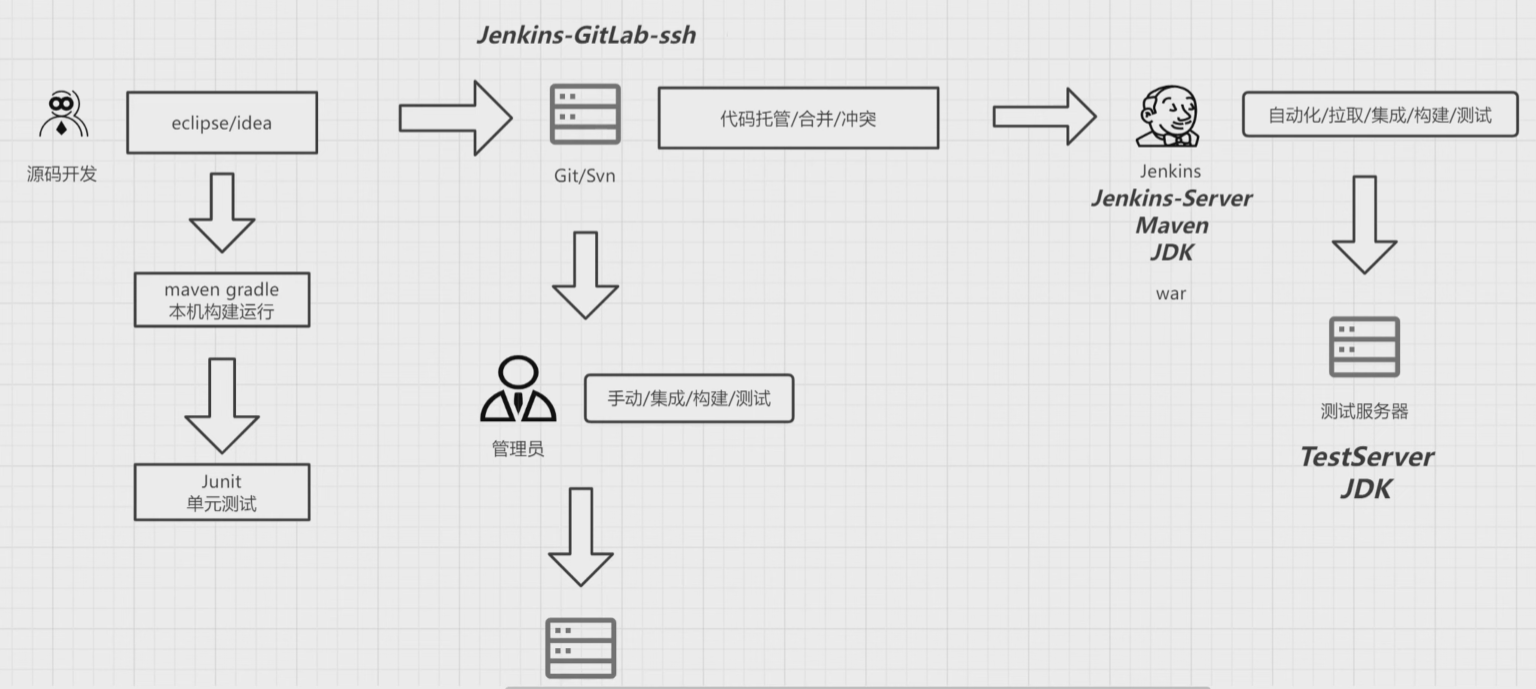 Jenkins-GitLab-ssh
源码开发
eclipse/idea
maven gradle
本机构建运行
Junit
单元测试
Git/Svn
代码托管/合并/冲突
管理员
手动/集成/构建/测试
Jenkins
Jenkins-Server
Maven
JDK
war
自动化/拉取/集成/构建/测试
测试服务器
TestServer
JDK